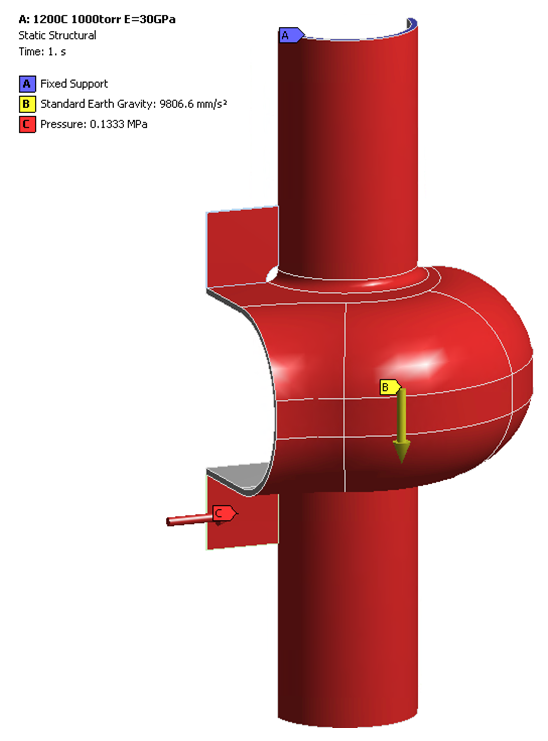 A: 1200C 1000torr E=30GPa
Static Structural
Time: 1. s
A Fixed Support
B Standard Earth Gravity: 9806.6 mm/s²
C Pressure: 0.1333 MPa
A
B
C